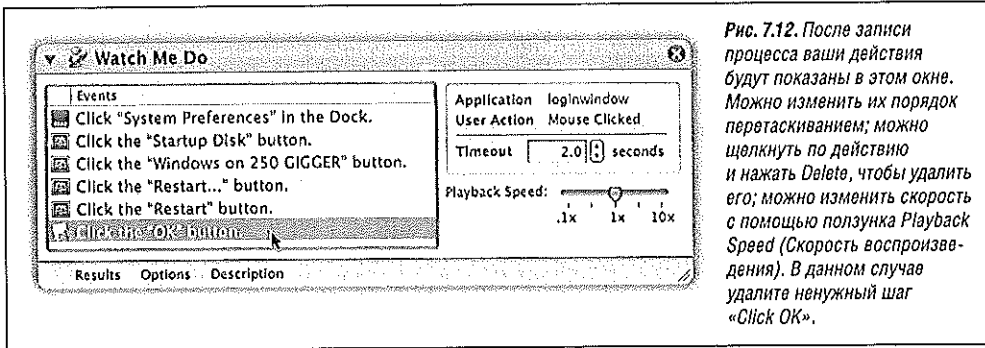 Watch Me Do
Events
Click "System Preferences" in the Dock.
Click the "Startup Disk" button.
Click the "Windows on 250 GIGGER" button.
Click the "Restart..." button.
Click the "Restart" button.
Click the "OK" button.
Application loginwindow
User Action Mouse Clicked
Timeout 2.0 seconds
Playback Speed:
.1x 1x 10x
Results Options Description
Рис. 7.12. После записи
процесса ваши действия
будут показаны в этом окне.
Можно изменить их порядок
перетаскиванием; можно
щелкнуть по действию
и нажать Delete, чтобы удалить
его; можно изменить скорость
с помощью ползунка Playback
Speed (Скорость воспроизве-
дения). В данном случае
удалите ненужный шаг
«Click OK».